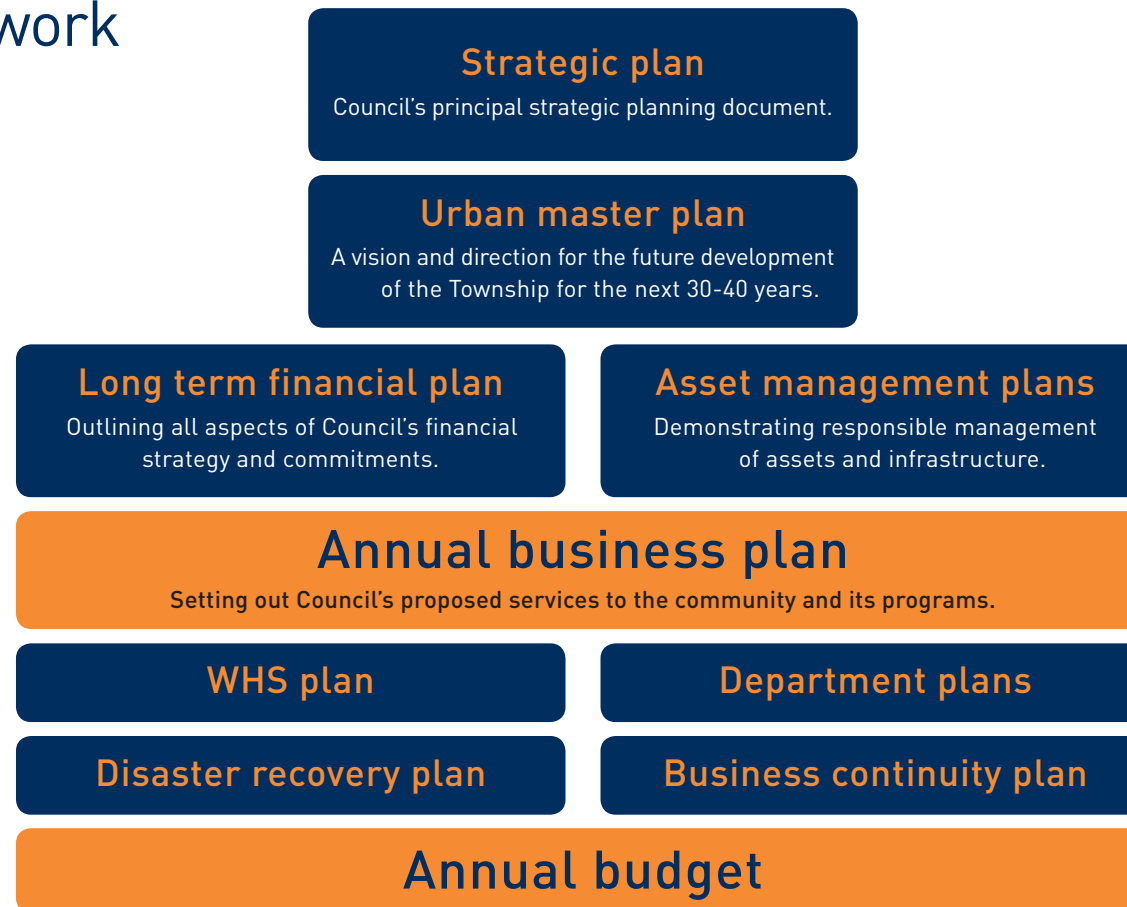 work
Strategic plan
Council's principal strategic planning document.
Urban master plan
A vision and direction for the future development
of the Township for the next 30-40 years.
Long term financial plan
Outlining all aspects of Council's financial
strategy and commitments.
Asset management plans
Demonstrating responsible management
of assets and infrastructure.
Annual business plan
Setting out Council's proposed services to the community and its programs.
WHS plan
Department plans
Disaster recovery plan
Business continuity plan
Annual budget